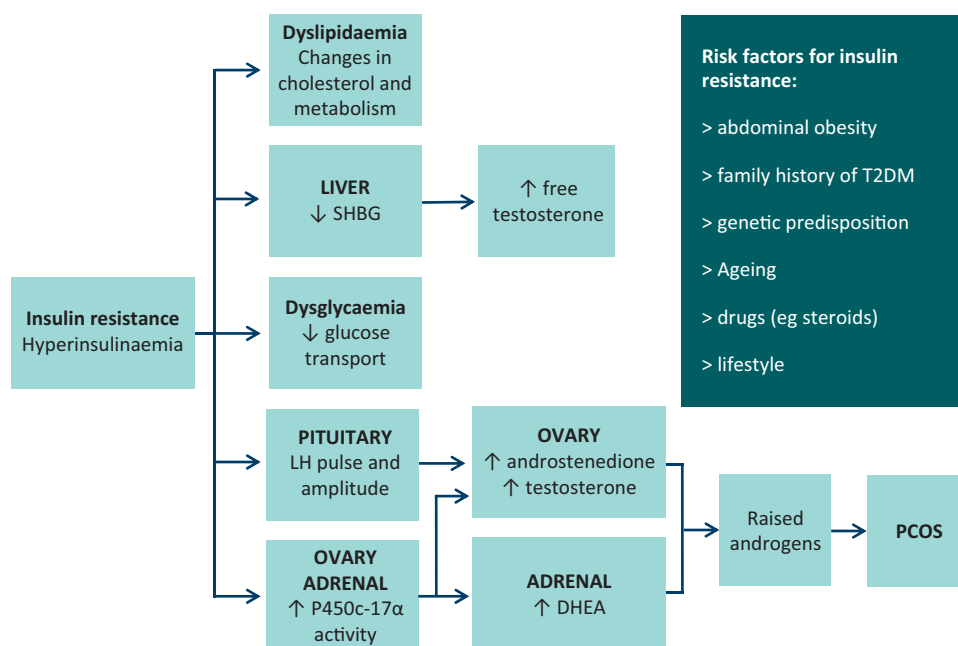 Dyslipidaemia
Changes in
cholesterol and
metabolism
LIVER
↓ SHBG
↑ free
testosterone
Insulin resistance
Hyperinsulinaemia
Dysglycaemia
↓ glucose
transport
PITUITARY
LH pulse and
amplitude
OVARY
↑ androstenedione
↑ testosterone
OVARY
ADRENAL
↑ P450c-17α
activity
ADRENAL
↑ DHEA
Raised
androgens
PCOS
Risk factors for insulin
resistance:
> abdominal obesity
> family history of T2DM
> genetic predisposition
> Ageing
> drugs (eg steroids)
> lifestyle